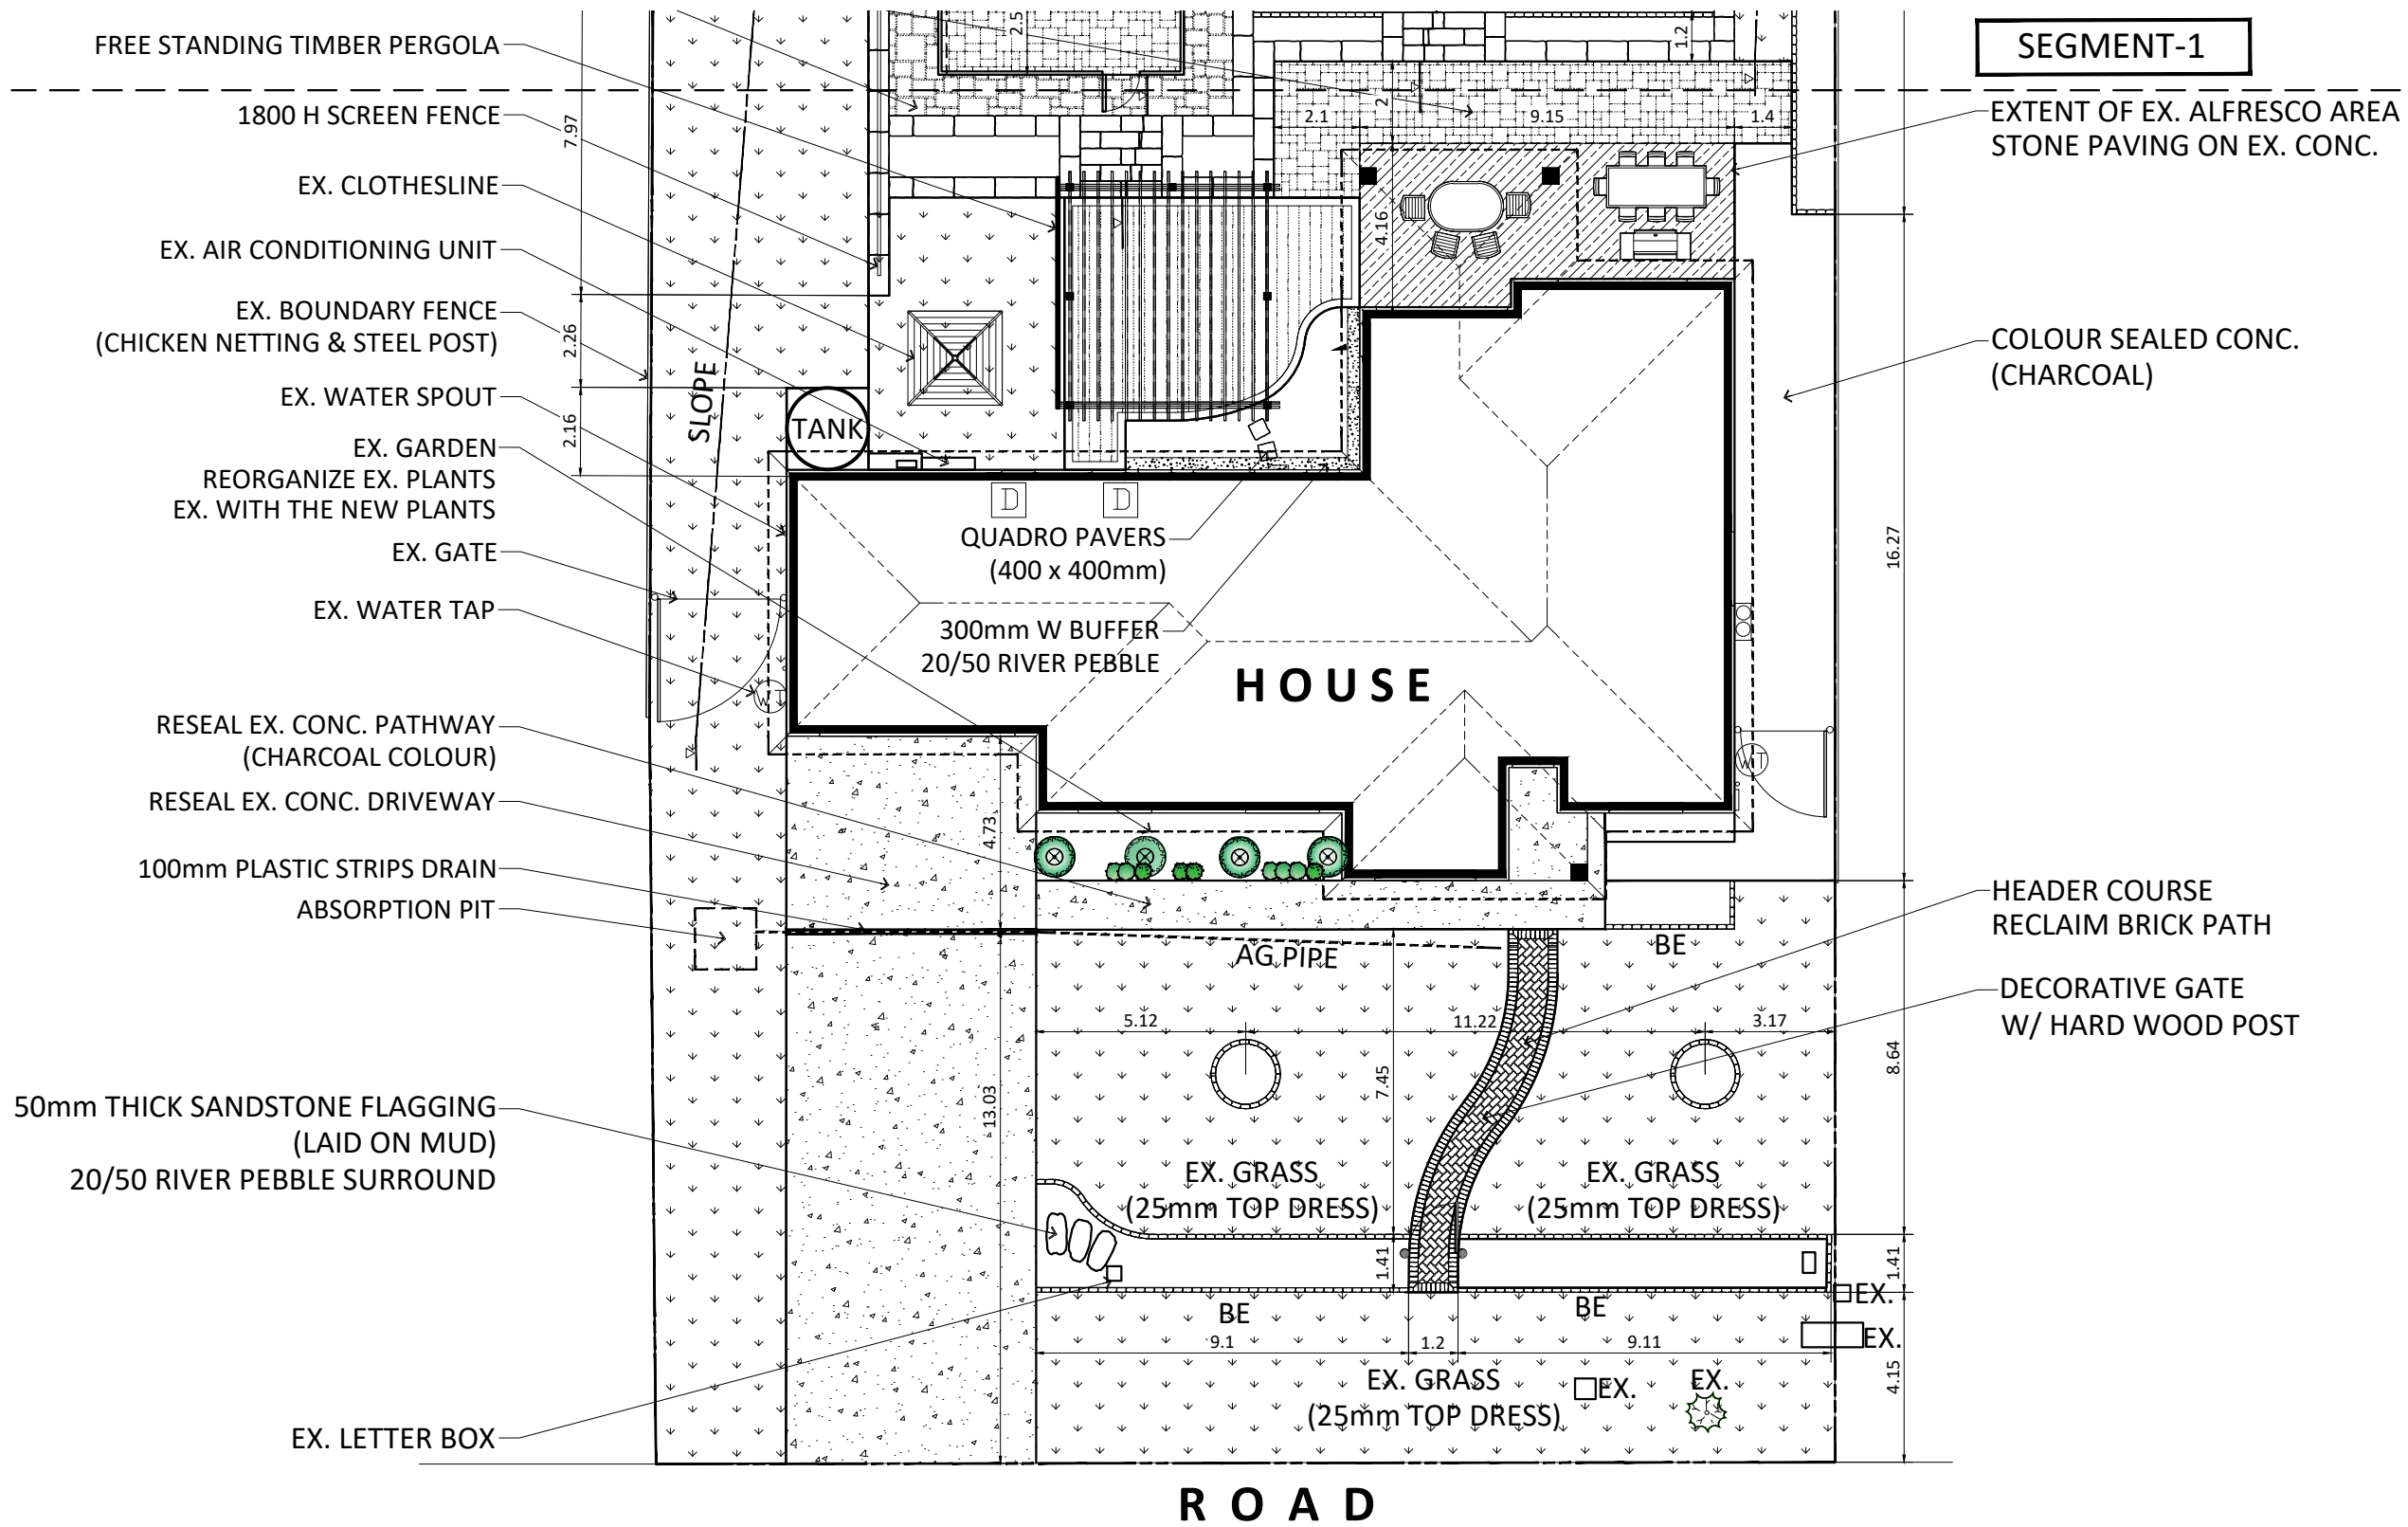 FREE STANDING TIMBER PERGOLA
1800 H SCREEN FENCE
EX. CLOTHESLINE
EX. AIR CONDITIONING UNIT
EX. BOUNDARY FENCE
(CHICKEN NETTING & STEEL POST)
EX. WATER SPOUT
EX. GARDEN
REORGANIZE EX. PLANTS
EX. WITH THE NEW PLANTS
EX. GATE
EX. WATER TAP
RESEAL EX. CONC. PATHWAY
(CHARCOAL COLOUR)
RESEAL EX. CONC. DRIVEWAY
100mm PLASTIC STRIPS DRAIN
ABSORPTION PIT
50mm THICK SANDSTONE FLAGGING
(LAID ON MUD)
20/50 RIVER PEBBLE SURROUND
EX. LETTER BOX
7.97
2.26
2.16
SLOPE
TANK
2.5
1.2
2.1
2
9.15
1.4
4.16
D
D
QUADRO PAVERS
(400 x 400mm)
300mm W BUFFER
20/50 RIVER PEBBLE
HOUSE
WT
WT
4.73
13.03
AG PIPE
BE
5.12
11.22
3.17
7.45
EX. GRASS
(25mm TOP DRESS)
EX. GRASS
(25mm TOP DRESS)
1.41
BE
BE
9.1
1.2
9.11
EX. GRASS
(25mm TOP DRESS)
EX.
EX.
EX.
EX.
16.27
8.64
1.41
4.15
SEGMENT-1
EXTENT OF EX. ALFRESCO AREA
STONE PAVING ON EX. CONC.
COLOUR SEALED CONC.
(CHARCOAL)
HEADER COURSE
RECLAIM BRICK PATH
DECORATIVE GATE
W/ HARD WOOD POST
ROAD